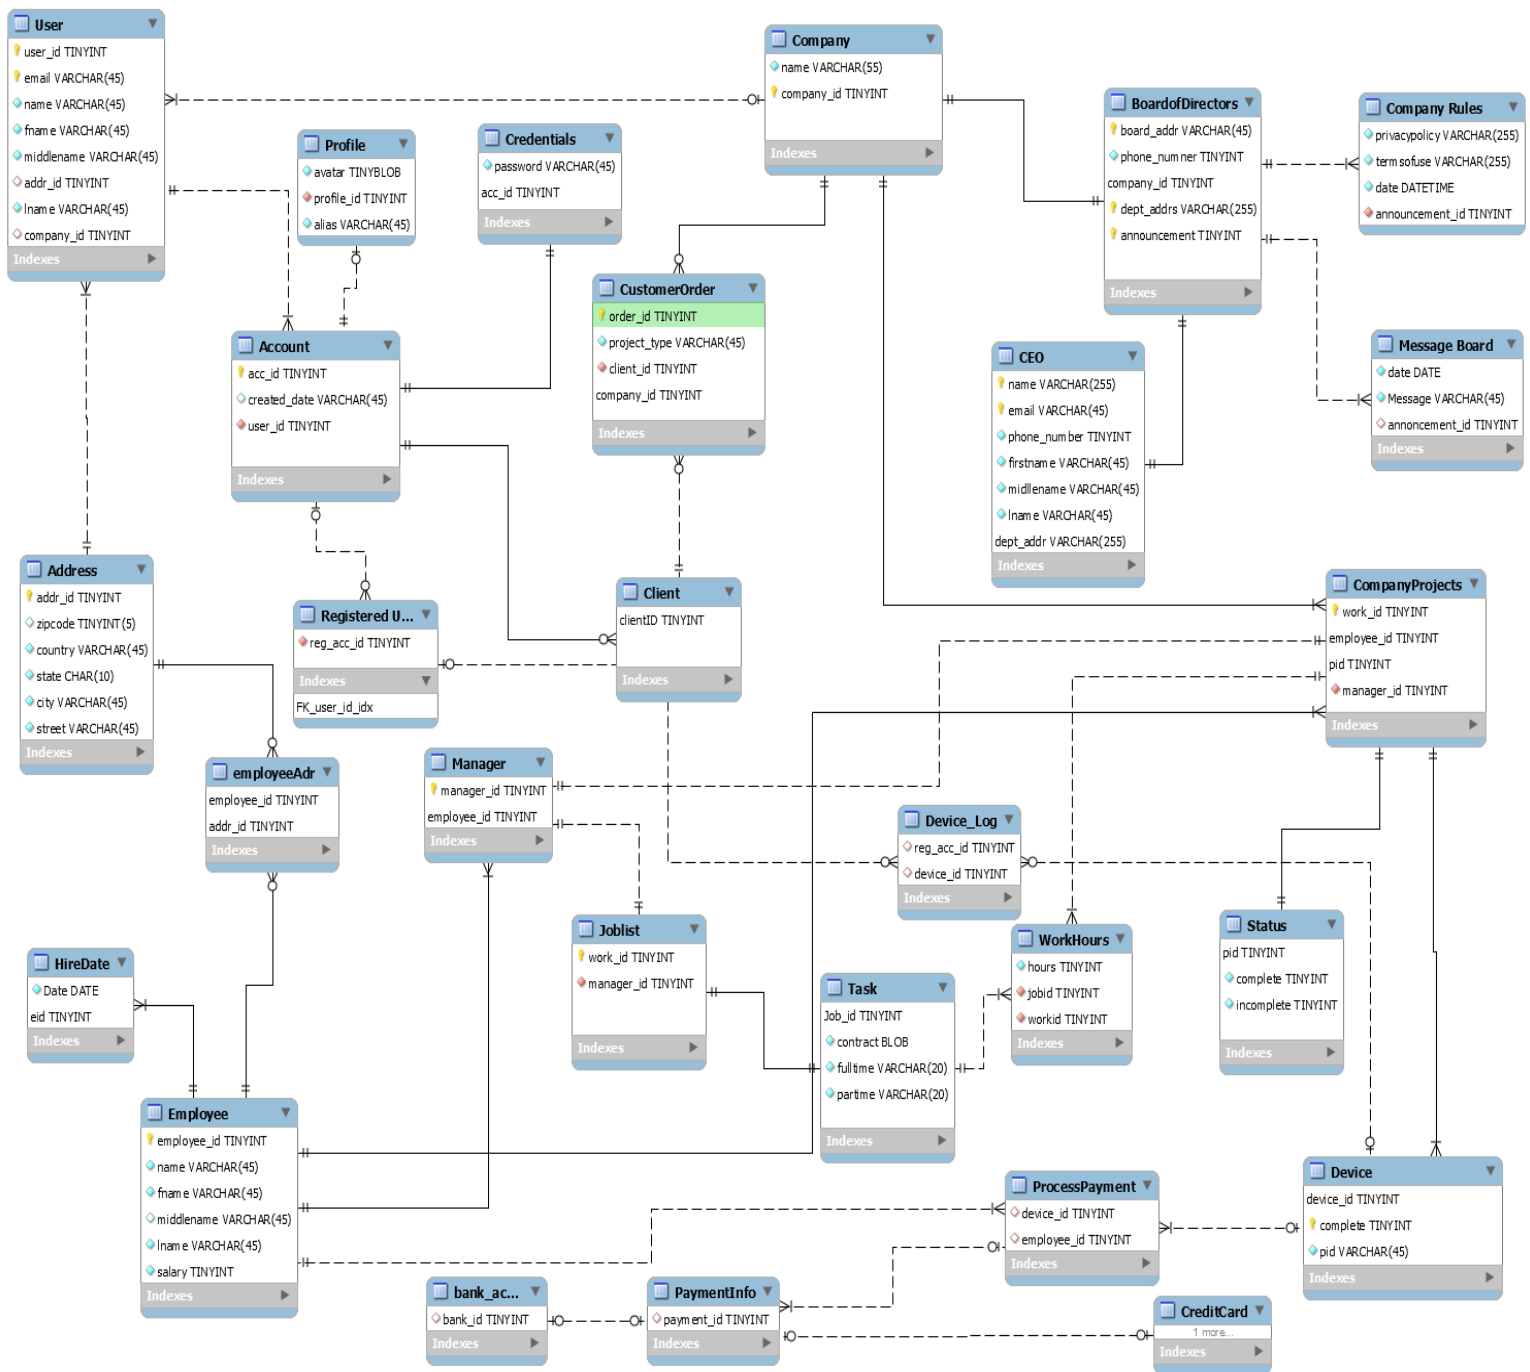 User
user_id TINYINT
email VARCHAR(45)
name VARCHAR(45)
fname VARCHAR(45)
middlename VARCHAR(45)
addr_id TINYINT
lname VARCHAR(45)
company_id TINYINT
Indexes
Profile
avatar TINYBLOB
profile_id TINYINT
alias VARCHAR(45)
Indexes
Credentials
password VARCHAR(45)
acc_id TINYINT
Indexes
Company
name VARCHAR(55)
company_id TINYINT
Indexes
BoardofDirectors
board_addr VARCHAR(45)
phone_numner TINYINT
company_id TINYINT
dept_addrs VARCHAR(255)
announcement TINYINT
Indexes
Company Rules
privacypolicy VARCHAR(255)
termsofuse VARCHAR(255)
date DATETIME
announcement_id TINYINT
Indexes
Account
acc_id TINYINT
created_date VARCHAR(45)
user_id TINYINT
Indexes
CustomerOrder
order_id TINYINT
project_type VARCHAR(45)
client_id TINYINT
company_id TINYINT
Indexes
CEO
name VARCHAR(255)
email VARCHAR(45)
phone_number TINYINT
firstname VARCHAR(45)
midllename VARCHAR(45)
lname VARCHAR(45)
dept_addr VARCHAR(255)
Indexes
Message Board
date DATE
Message VARCHAR(45)
annoncement_id TINYINT
Indexes
Address
addr_id TINYINT
zipcode TINYINT(5)
country VARCHAR(45)
state CHAR(10)
city VARCHAR(45)
street VARCHAR(45)
Indexes
Registered U...
reg_acc_id TINYINT
Indexes
FK_user_id_idx
Client
clientID TINYINT
Indexes
CompanyProjects
work_id TINYINT
employee_id TINYINT
pid TINYINT
manager_id TINYINT
Indexes
employeeAdr
employee_id TINYINT
addr_id TINYINT
Indexes
Manager
manager_id TINYINT
employee_id TINYINT
Indexes
Device_Log
reg_acc_id TINYINT
device_id TINYINT
Indexes
HireDate
Date DATE
eid TINYINT
Indexes
Joblist
work_id TINYINT
manager_id TINYINT
Indexes
Task
Job_id TINYINT
contract BLOB
fulltime VARCHAR(20)
partime VARCHAR(20)
Indexes
WorkHours
hours TINYINT
jobid TINYINT
workid TINYINT
Indexes
Status
pid TINYINT
complete TINYINT
incomplete TINYINT
Indexes
Employee
employee_id TINYINT
name VARCHAR(45)
fname VARCHAR(45)
middlename VARCHAR(45)
lname VARCHAR(45)
salary TINYINT
Indexes
ProcessPayment
device_id TINYINT
employee_id TINYINT
Indexes
Device
device_id TINYINT
complete TINYINT
pid VARCHAR(45)
Indexes
bank_ac...
bank_id TINYINT
Indexes
PaymentInfo
payment_id TINYINT
Indexes
CreditCard
1 more...
Indexes